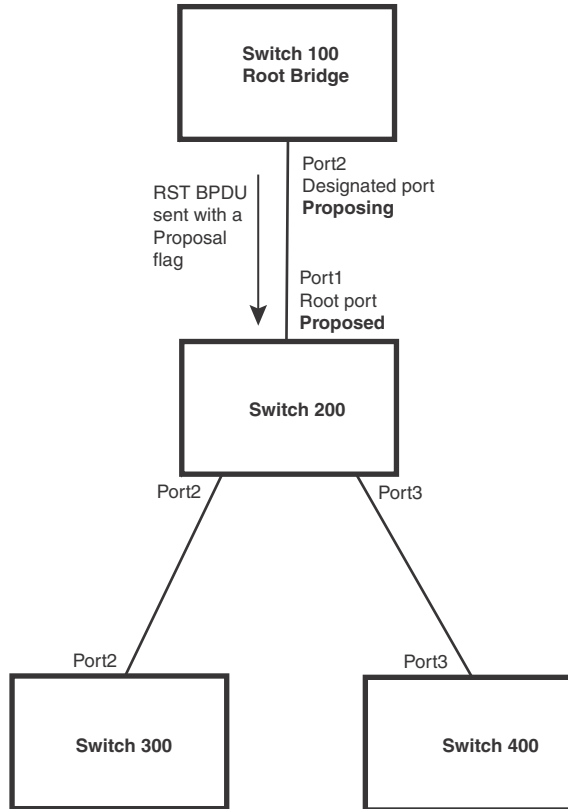 Switch 100
Root Bridge
RST BPDU
sent with a
Proposal
flag
Port2
Designated port
Proposing
Port1
Root port
Proposed
Switch 200
Port2
Port3
Port2
Port3
Switch 300
Switch 400